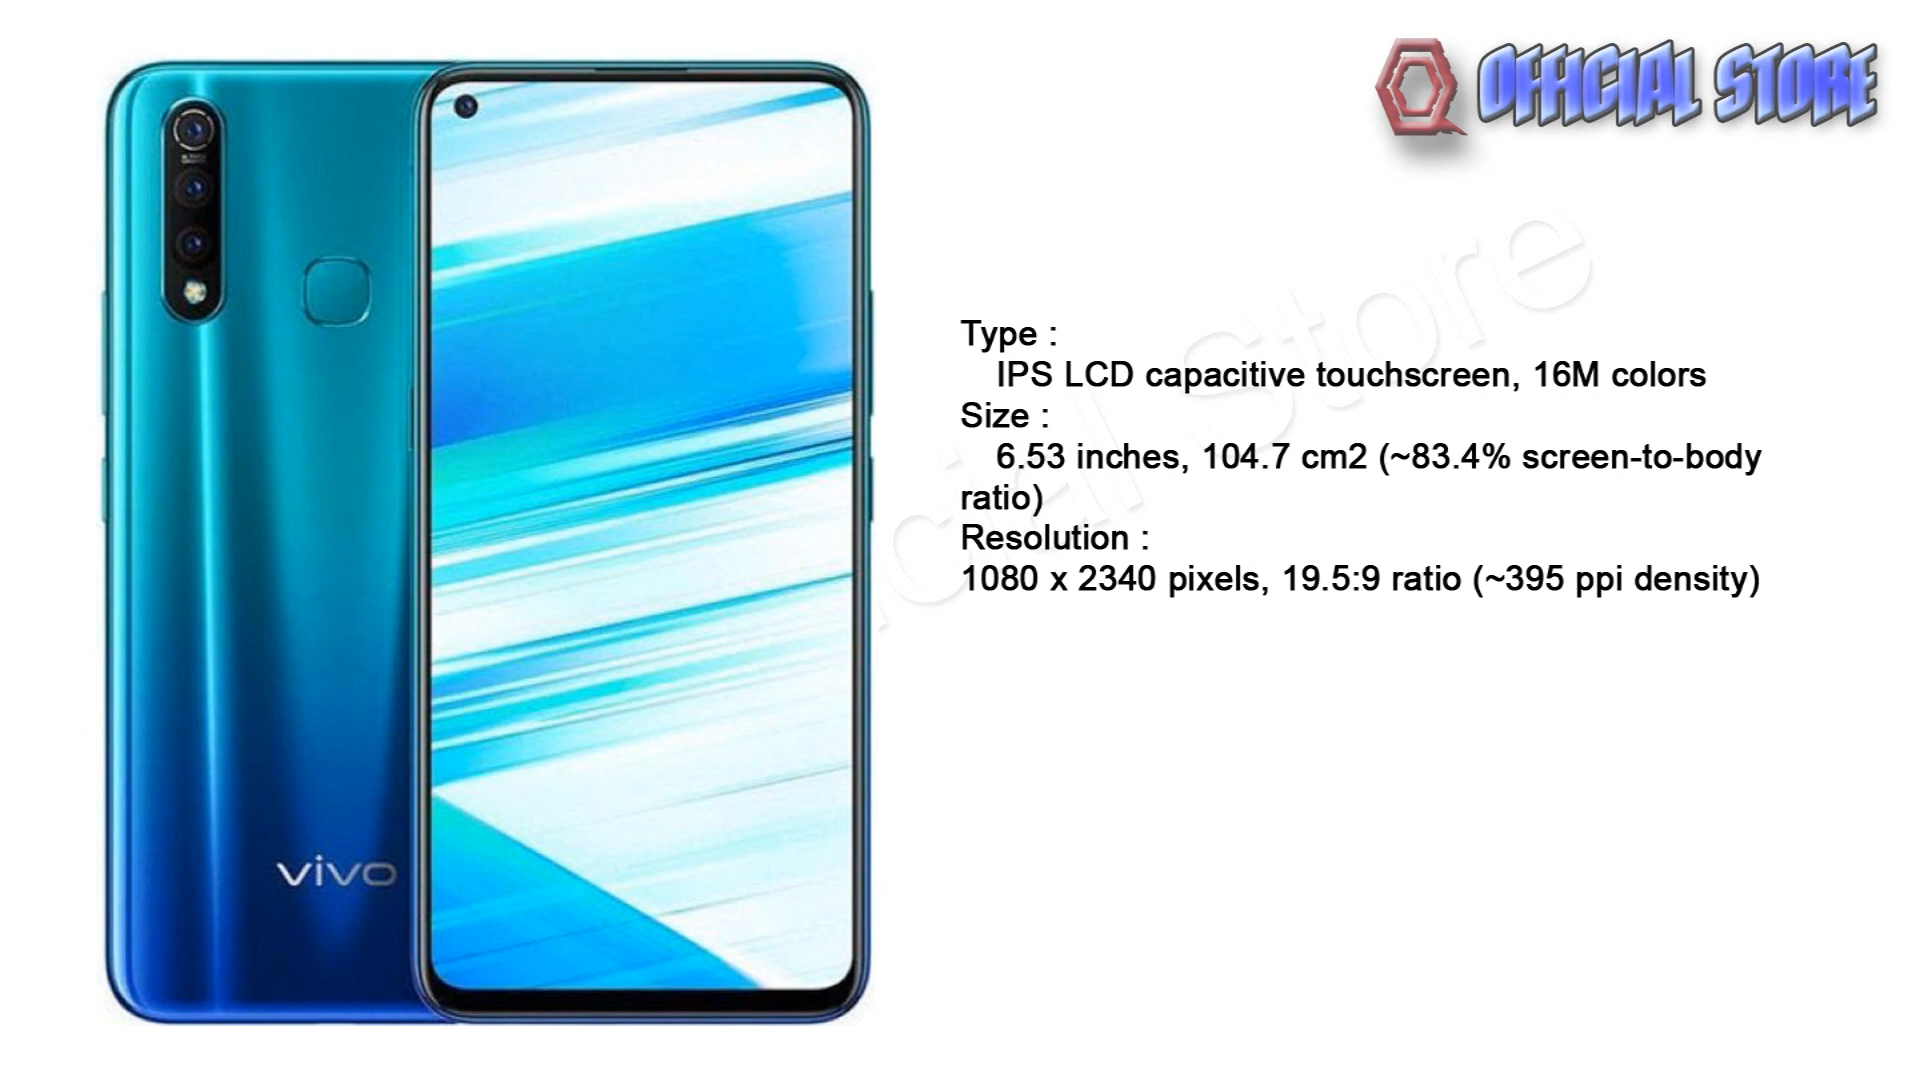 OFFICIAL STORE
Type :
IPS LCD capacitive touchscreen, 16M colors
Size :
6.53 inches, 104.7 cm2 (~83.4% screen-to-body
ratio)
Resolution :
1080 x 2340 pixels, 19.5:9 ratio (~395 ppi density)
vivo